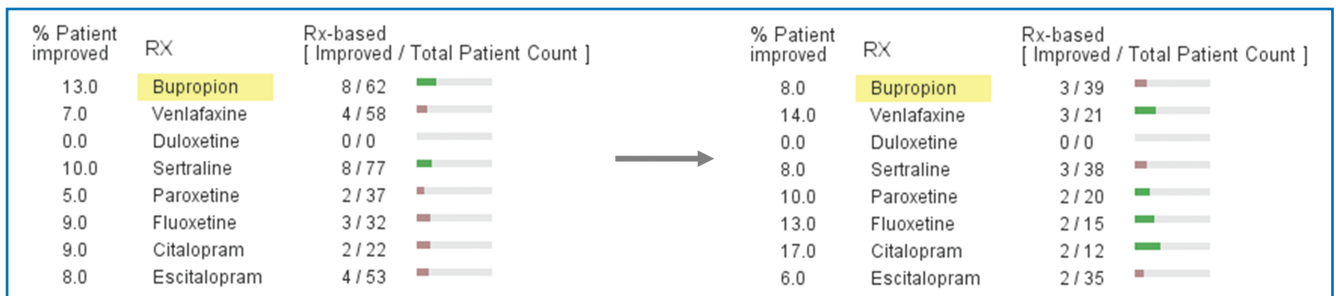 % Patient improved RX Rx-based [ Improved / Total Patient Count ]
13.0 Bupropion 8 / 62
7.0 Venlafaxine 4 / 58
0.0 Duloxetine 0 / 0
10.0 Sertraline 8 / 77
5.0 Paroxetine 2 / 37
9.0 Fluoxetine 3 / 32
9.0 Citalopram 2 / 22
8.0 Escitalopram 4 / 53
% Patient improved RX Rx-based [ Improved / Total Patient Count ]
8.0 Bupropion 3 / 39
14.0 Venlafaxine 3 / 21
0.0 Duloxetine 0 / 0
8.0 Sertraline 3 / 38
10.0 Paroxetine 2 / 20
13.0 Fluoxetine 2 / 15
17.0 Citalopram 2 / 12
6.0 Escitalopram 2 / 35